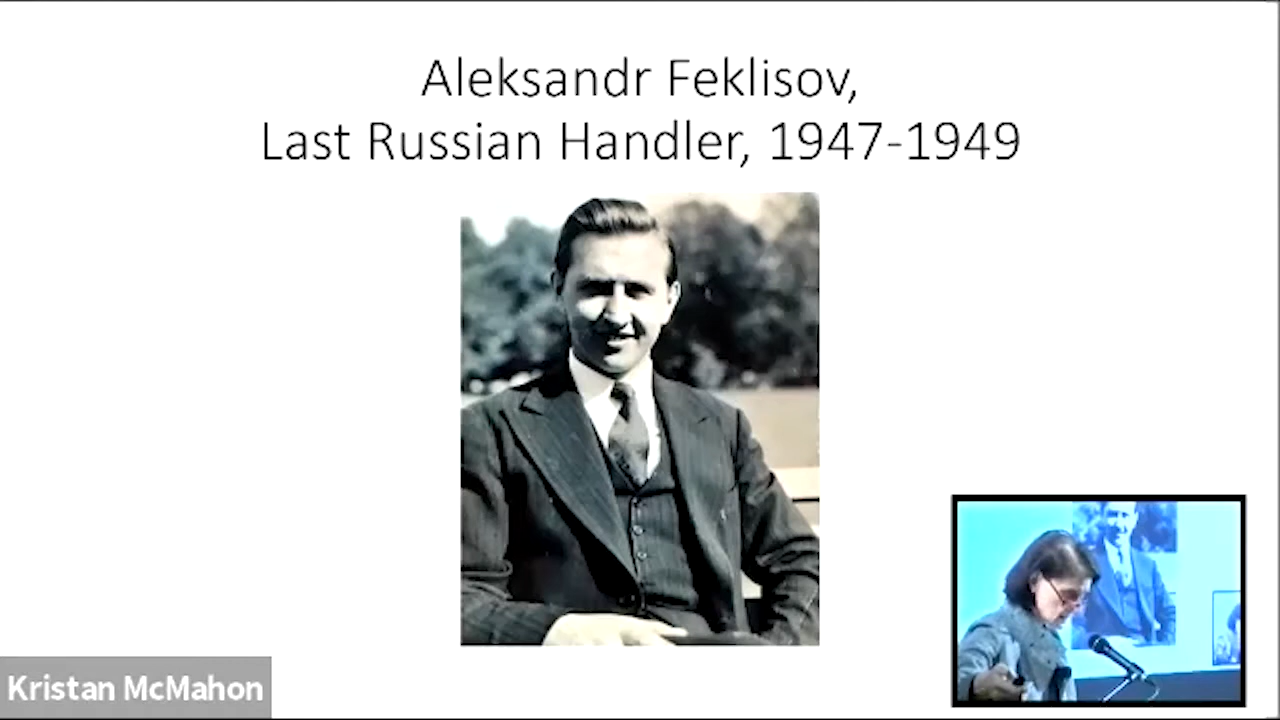 Aleksandr Feklisov,
Last Russian Handler, 1947-1949
Kristan McMahon